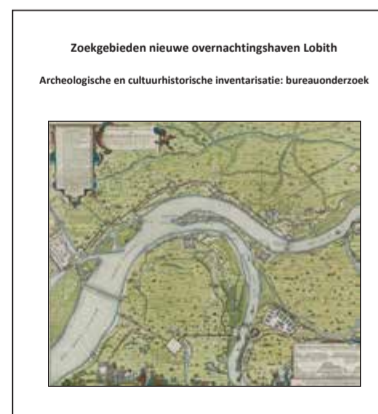 Zoekgebieden nieuwe overnachtingshaven Lobith
Archeologische en cultuurhistorische inventarisatie: bureauonderzoek